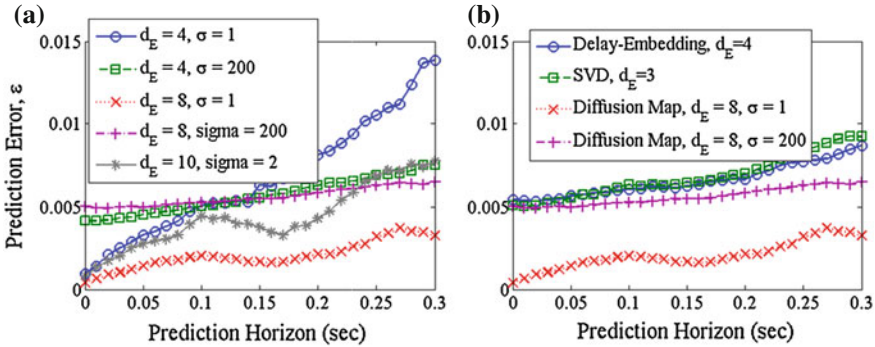 (a)
0.015
0.01
0.005
0
Prediction Error, ε
d_E = 4, σ = 1
d_E = 4, σ = 200
d_E = 8, σ = 1
d_E = 8, sigma = 200
d_E = 10, sigma = 2
0 0.05 0.1 0.15 0.2 0.25 0.3
Prediction Horizon (sec)
(b)
0.015
0.01
0.005
0
Delay-Embedding, d_E=4
SVD, d_E=3
Diffusion Map, d_E = 8, σ = 1
Diffusion Map, d_E = 8, σ = 200
0 0.05 0.1 0.15 0.2 0.25 0.3
Prediction Horizon (sec)